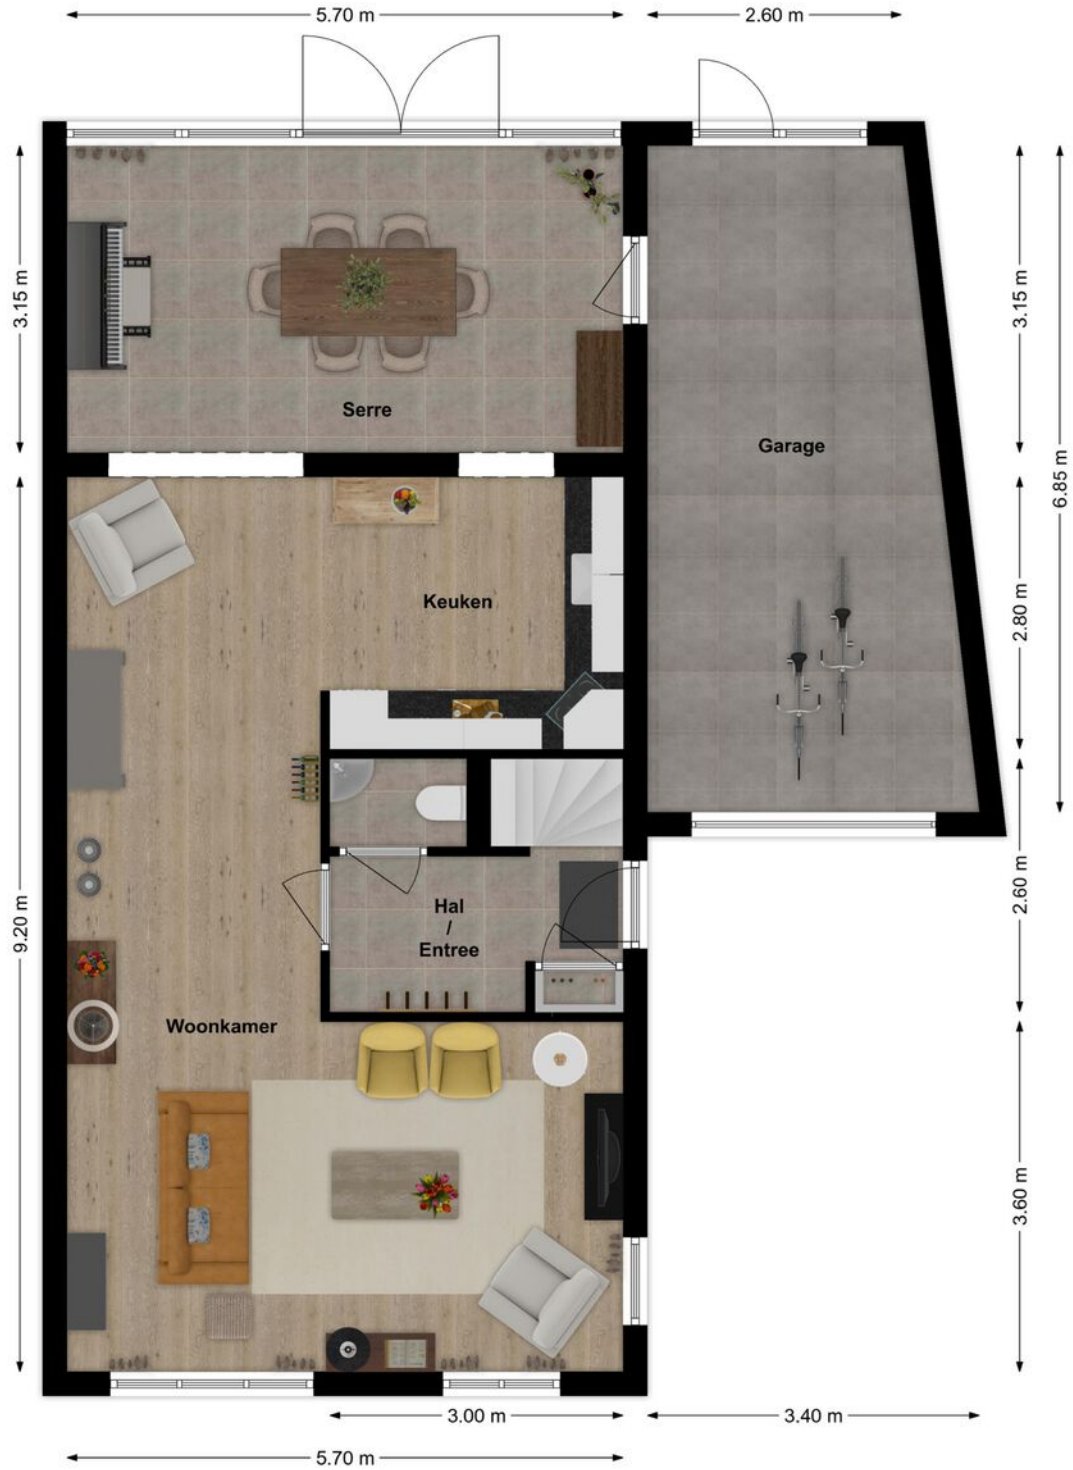 5.70 m
2.60 m
3.15 m
3.15 m
6.85 m
Serre
Garage
Keuken
2.80 m
9.20 m
Hal
/
Entree
2.60 m
Woonkamer
3.60 m
3.00 m
3.40 m
5.70 m